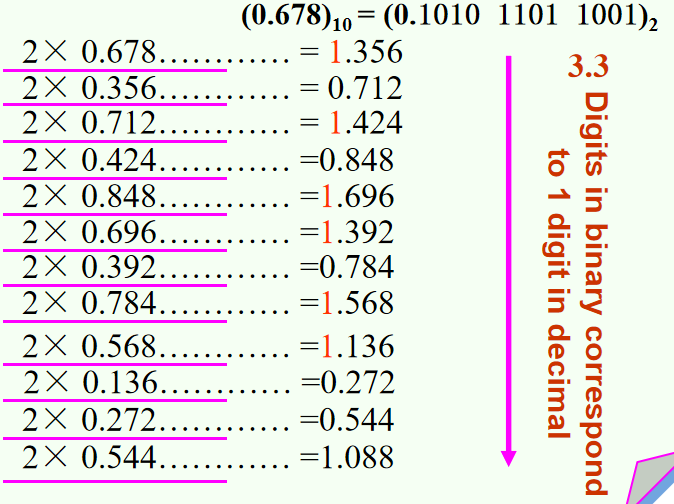 (0.678)₁₀ = (0.1010 1101 1001)₂
2× 0.678............ = 1.356
2× 0.356............ = 0.712
2× 0.712............ = 1.424
2× 0.424............ =0.848
2× 0.848............ =1.696
2× 0.696............ =1.392
2× 0.392............ =0.784
2× 0.784............ =1.568
2× 0.568............ =1.136
2× 0.136............ =0.272
2× 0.272............ =0.544
2× 0.544............ =1.088
3.3
Digits in binary correspond
to 1 digit in decimal